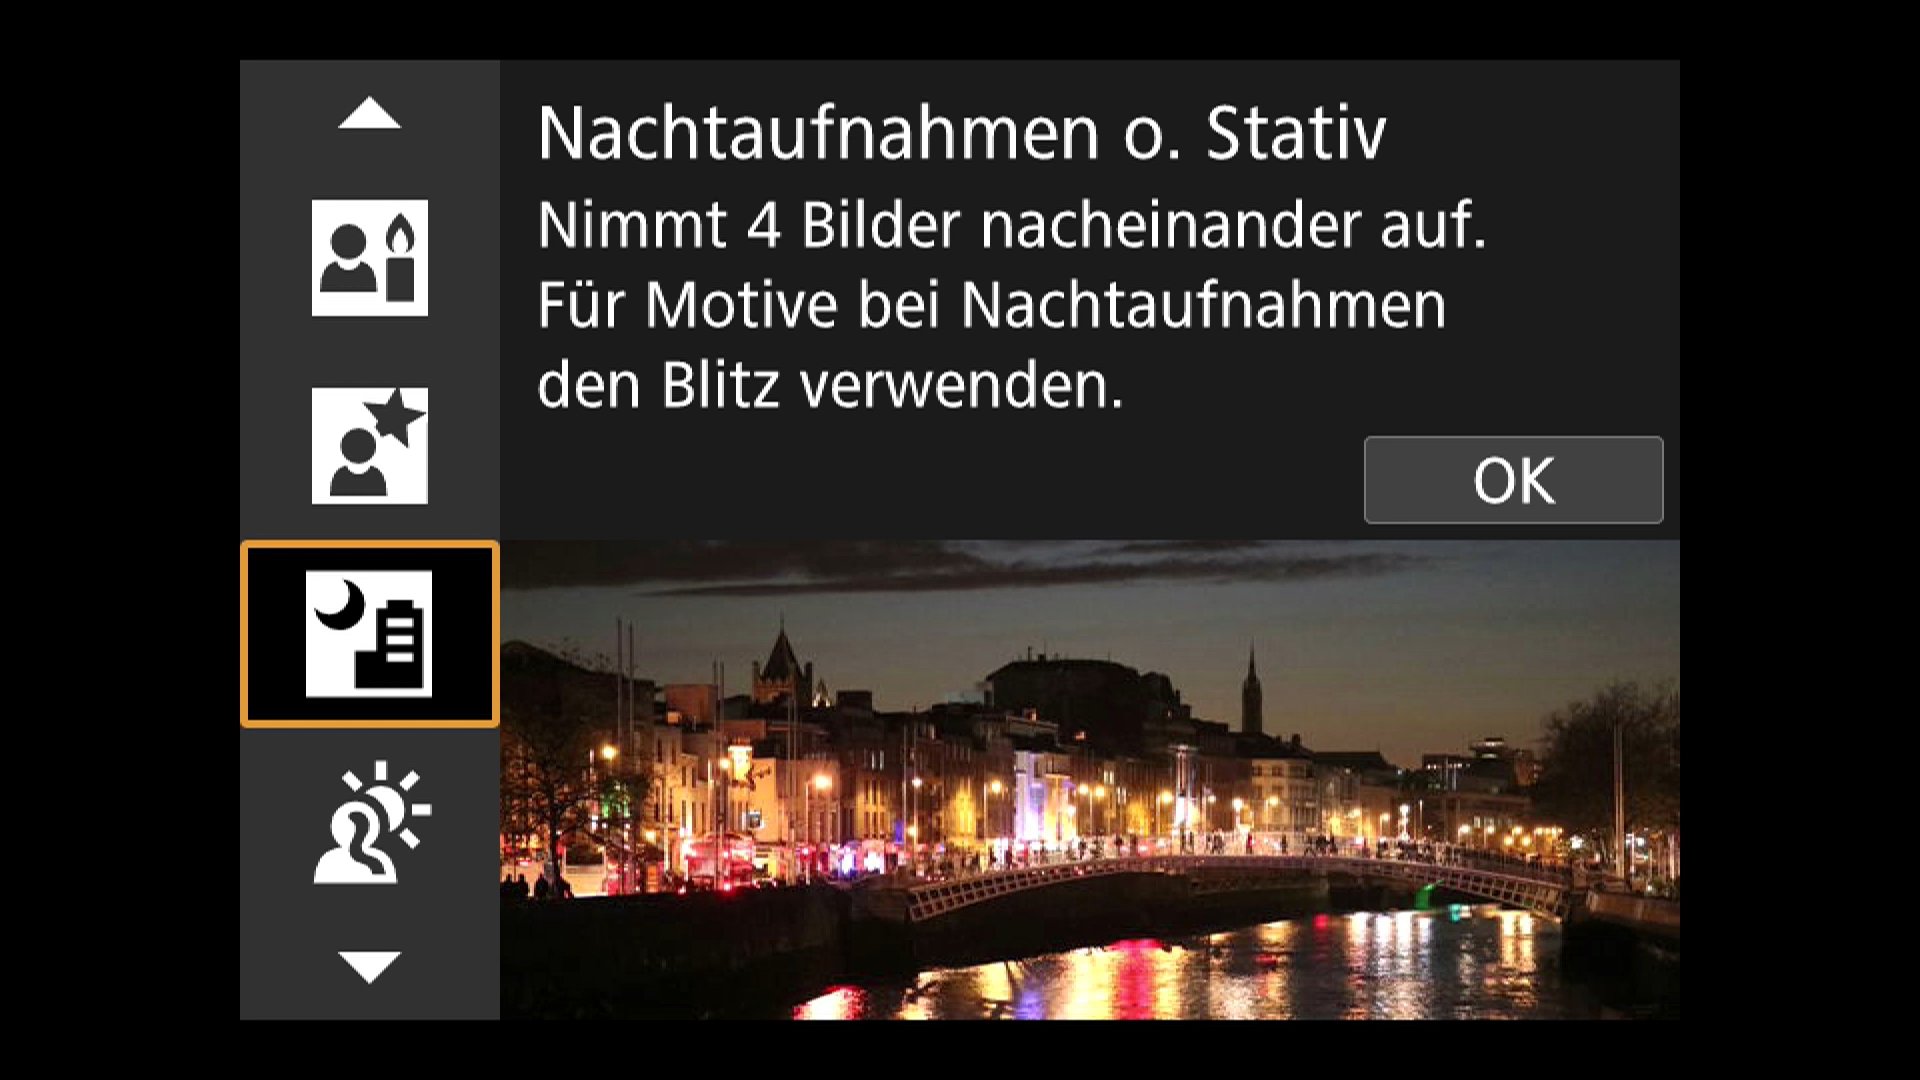 Nachtaufnahmen o. Stativ
Nimmt 4 Bilder nacheinander auf.
Für Motive bei Nachtaufnahmen
den Blitz verwenden.
OK